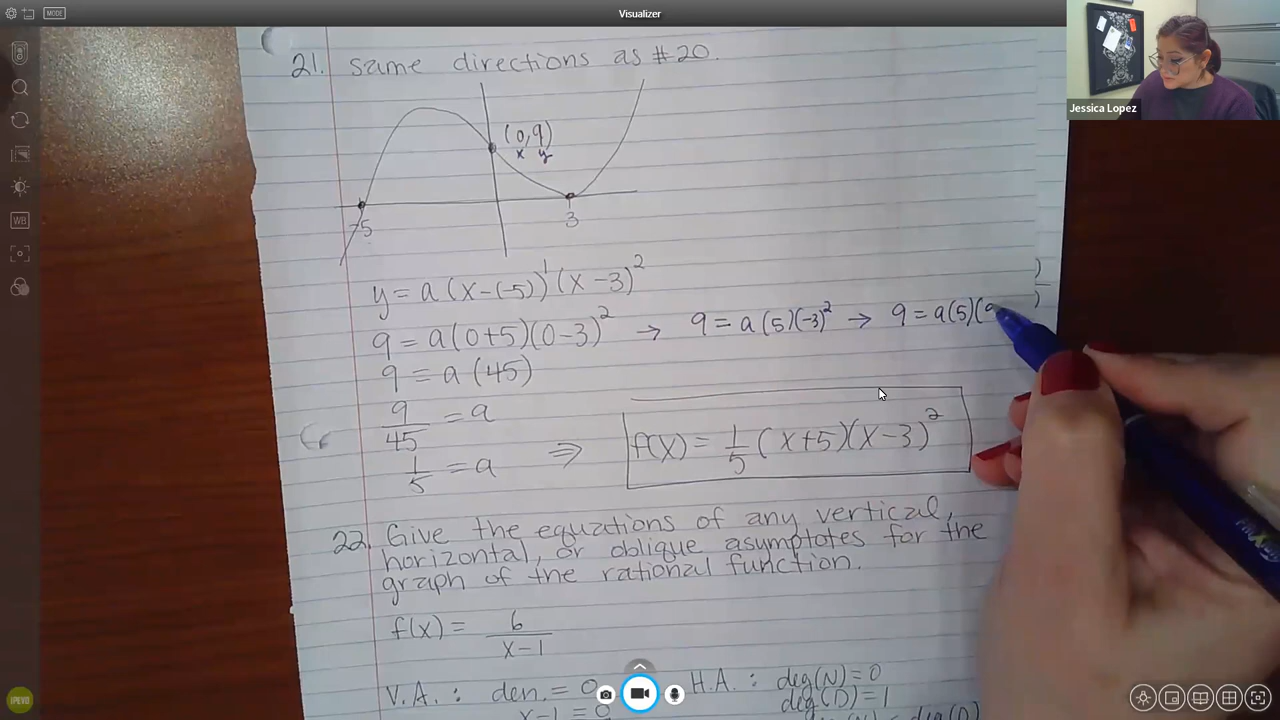 MODE
Visualizer
Jessica Lopez
WB
IPEVO
21. same directions as #20.
(0,9)
x y
-5
3
y = a(x-(-5))^1(x-3)^2
9 = a(0+5)(0-3)^2 → 9 = a(5)(-3)^2 → 9 = a(5)(9
9 = a(45)
9/45 = a
1/5 = a ⇒ f(x) = 1/5 (x+5)(x-3)^2
22. Give the equations of any vertical,
horizontal, or oblique asymptotes for the
graph of the rational function.
f(x) = 6/(x-1)
V.A.: den. = 0 H.A.: deg(N) = 0
x-1 = 0 deg(D) = 1